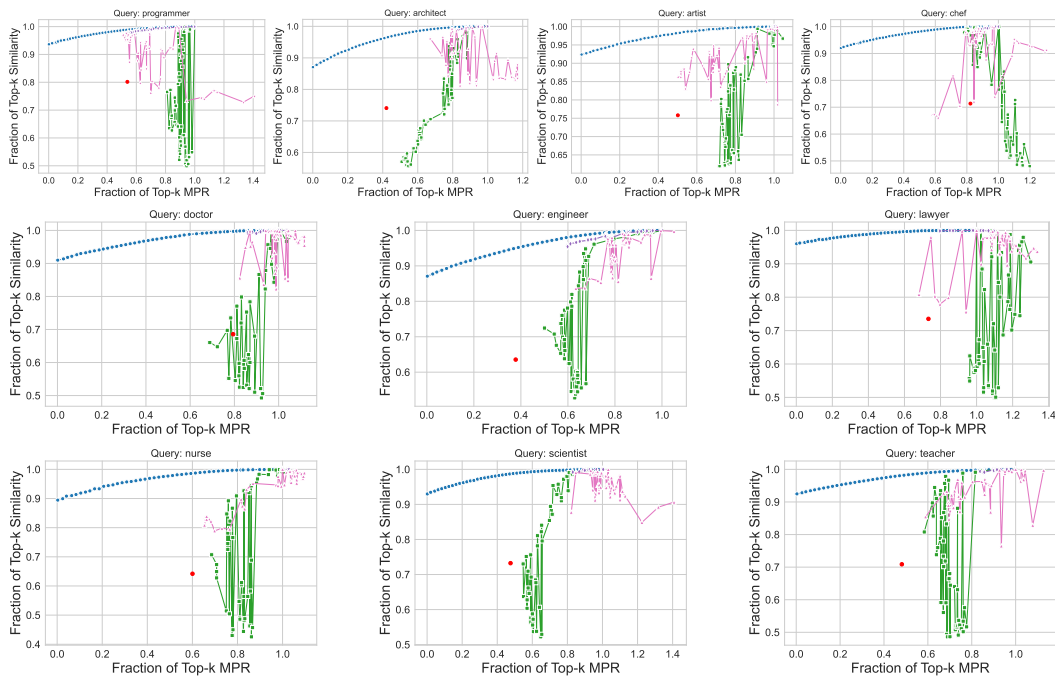 Query: programmer
Fraction of Top-k Similarity
1.0
0.9
0.8
0.7
0.6
0.5
0.0 0.2 0.4 0.6 0.8 1.0 1.2 1.4
Fraction of Top-k MPR
Query: architect
Fraction of Top-k Similarity
1.0
0.9
0.8
0.7
0.6
0.0 0.2 0.4 0.6 0.8 1.0 1.2
Fraction of Top-k MPR
Query: artist
Fraction of Top-k Similarity
1.00
0.95
0.90
0.85
0.80
0.75
0.70
0.65
0.0 0.2 0.4 0.6 0.8 1.0
Fraction of Top-k MPR
Query: chef
Fraction of Top-k Similarity
1.0
0.9
0.8
0.7
0.6
0.5
0.0 0.2 0.4 0.6 0.8 1.0 1.2
Fraction of Top-k MPR
Query: doctor
Fraction of Top-k Similarity
1.0
0.9
0.8
0.7
0.6
0.5
0.0 0.2 0.4 0.6 0.8 1.0
Fraction of Top-k MPR
Query: engineer
Fraction of Top-k Similarity
1.0
0.9
0.8
0.7
0.6
0.0 0.2 0.4 0.6 0.8 1.0
Fraction of Top-k MPR
Query: lawyer
Fraction of Top-k Similarity
1.0
0.9
0.8
0.7
0.6
0.5
0.0 0.2 0.4 0.6 0.8 1.0 1.2 1.4
Fraction of Top-k MPR
Query: nurse
Fraction of Top-k Similarity
1.0
0.9
0.8
0.7
0.6
0.5
0.4
0.0 0.2 0.4 0.6 0.8 1.0
Fraction of Top-k MPR
Query: scientist
Fraction of Top-k Similarity
1.0
0.9
0.8
0.7
0.6
0.5
0.0 0.2 0.4 0.6 0.8 1.0 1.2 1.4
Fraction of Top-k MPR
Query: teacher
Fraction of Top-k Similarity
1.0
0.9
0.8
0.7
0.6
0.5
0.0 0.2 0.4 0.6 0.8 1.0
Fraction of Top-k MPR